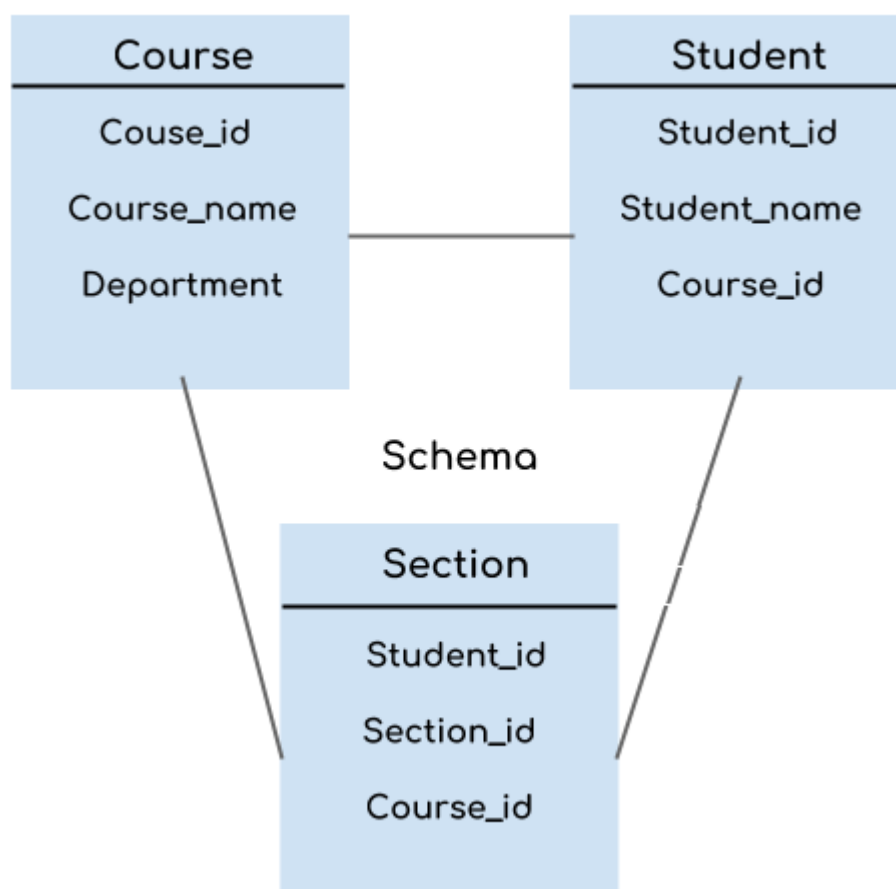 Course
Couse_id
Course_name
Department
Student
Student_id
Student_name
Course_id
Schema
Section
Student_id
Section_id
Course_id